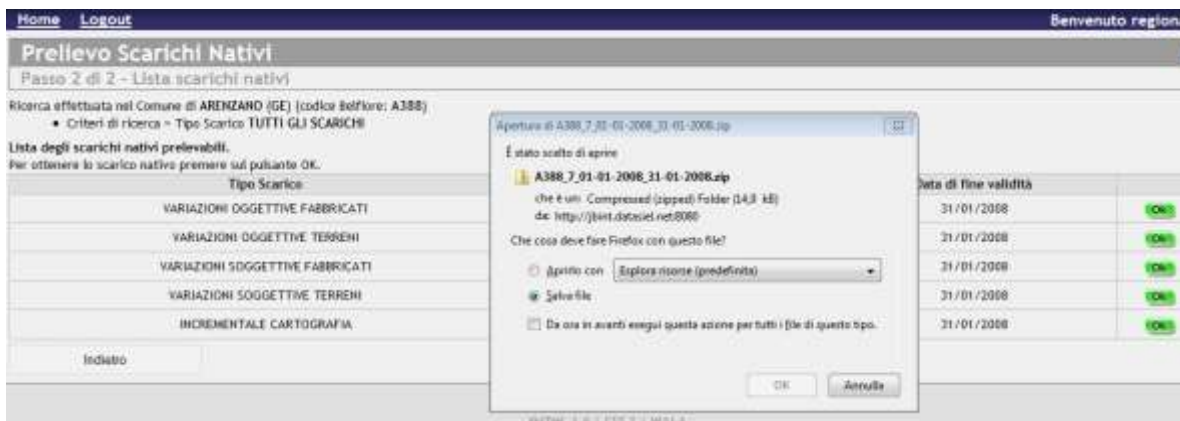 Home Logout Benvenuto region
Prelievo Scarichi Nativi
Passo 2 di 2 - Lista scarichi nativi
Ricerca effettuata nel Comune di ARENZANO (GE) (codice Belfiore: A388)
• Criteri di ricerca = Tipo Scarico TUTTI GLI SCARICHI
Lista degli scarichi nativi prelevabili.
Per ottenere lo scarico nativo premere sul pulsante OK.
Tipo Scarico Data di fine validità
VARIAZIONI OGGETTIVE FABBRICATI 31/01/2008 OK
VARIAZIONI OGGETTIVE TERRENI 31/01/2008 OK
VARIAZIONI SOGGETTIVE FABBRICATI 31/01/2008 OK
VARIAZIONI SOGGETTIVE TERRENI 31/01/2008 OK
INCREMENTALE CARTOGRAFIA 31/01/2008 OK
Indietro
Apertura di A388_7_01-01-2008_31-01-2008.zip
È stato scelto di aprire
A388_7_01-01-2008_31-01-2008.zip
che è un: Compressed (zipped) Folder (14,8 kB)
da: http://jbint.datasiel.net:8080
Che cosa deve fare Firefox con questo file?
Aprirlo con Esplora risorse (predefinita)
Salva file
Da ora in avanti esegui questa azione per tutti i file di questo tipo.
OK Annulla